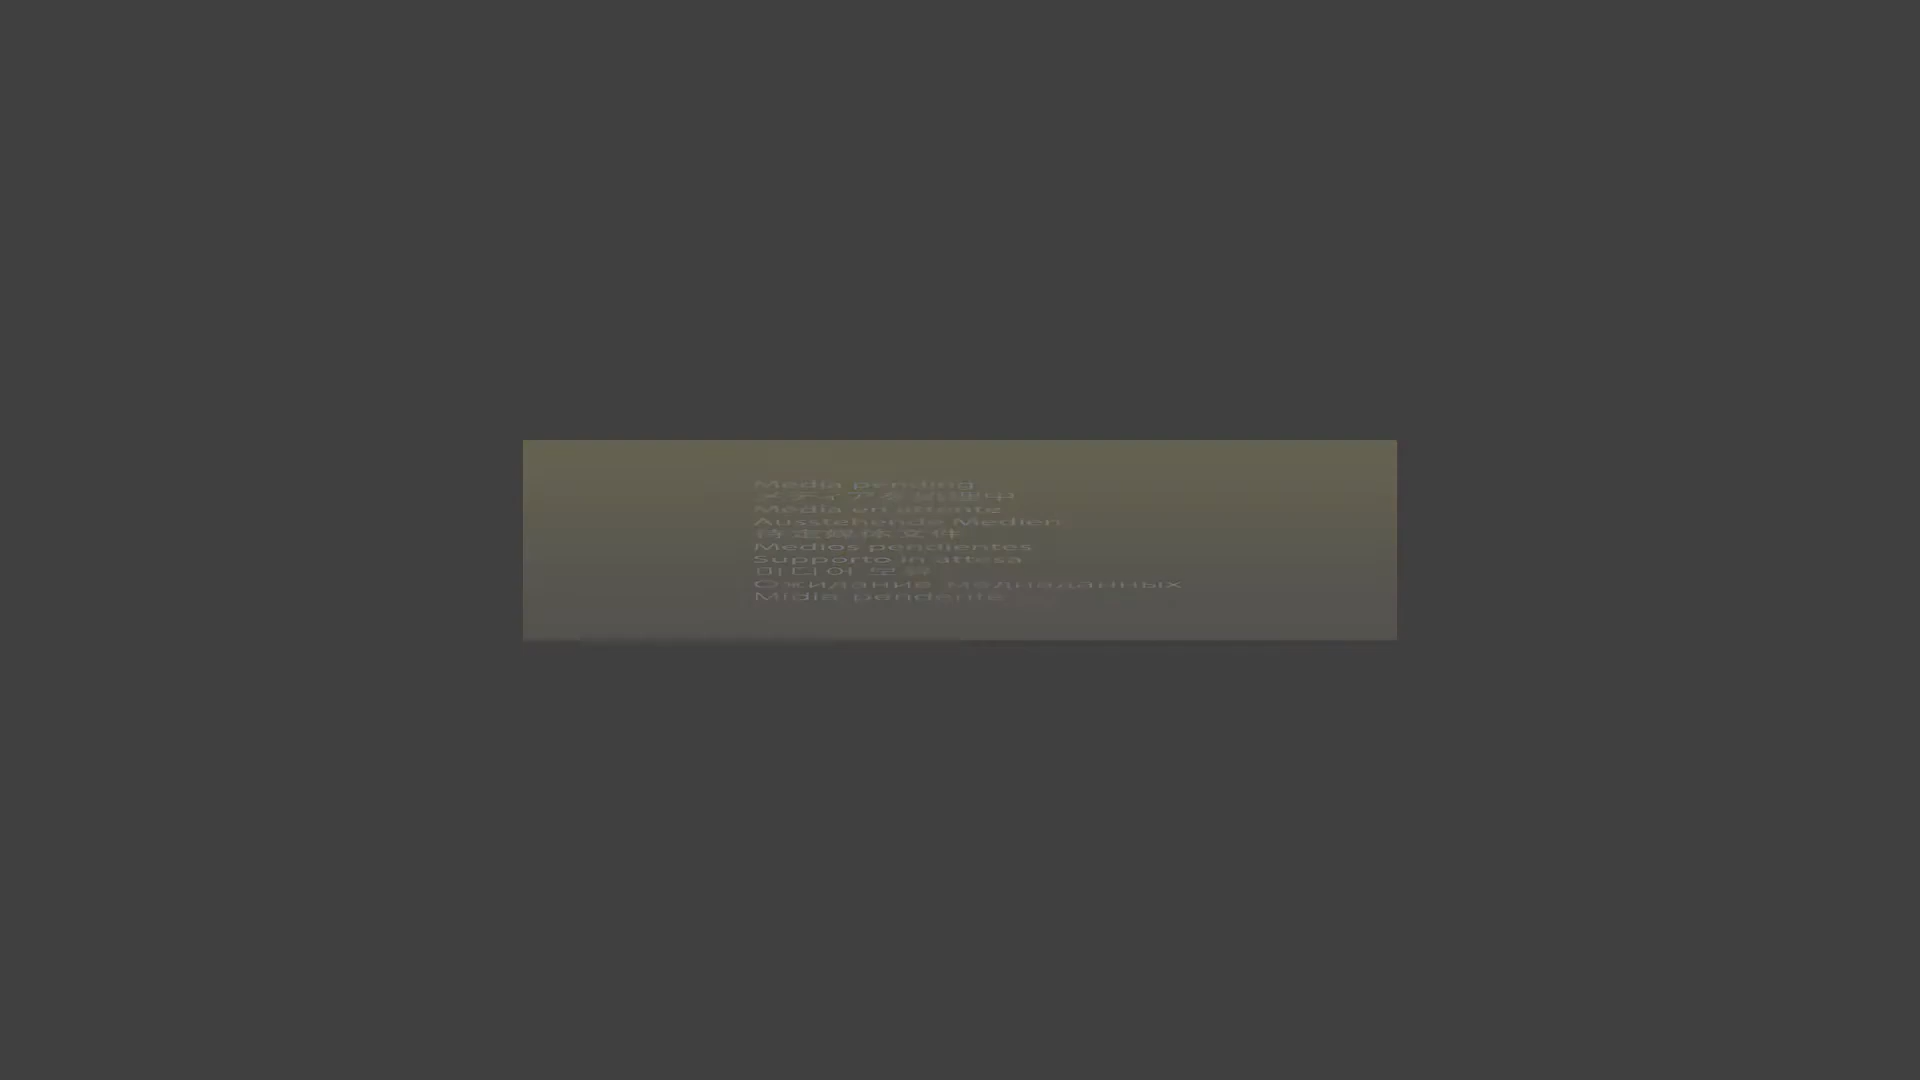 Media pending
メディアを処理中
Média en attente
Ausstehende Medien
待定媒体文件
Medios pendientes
Supporto in attesa
미디어 보류
Ожидание медиаданных
Mídia pendente